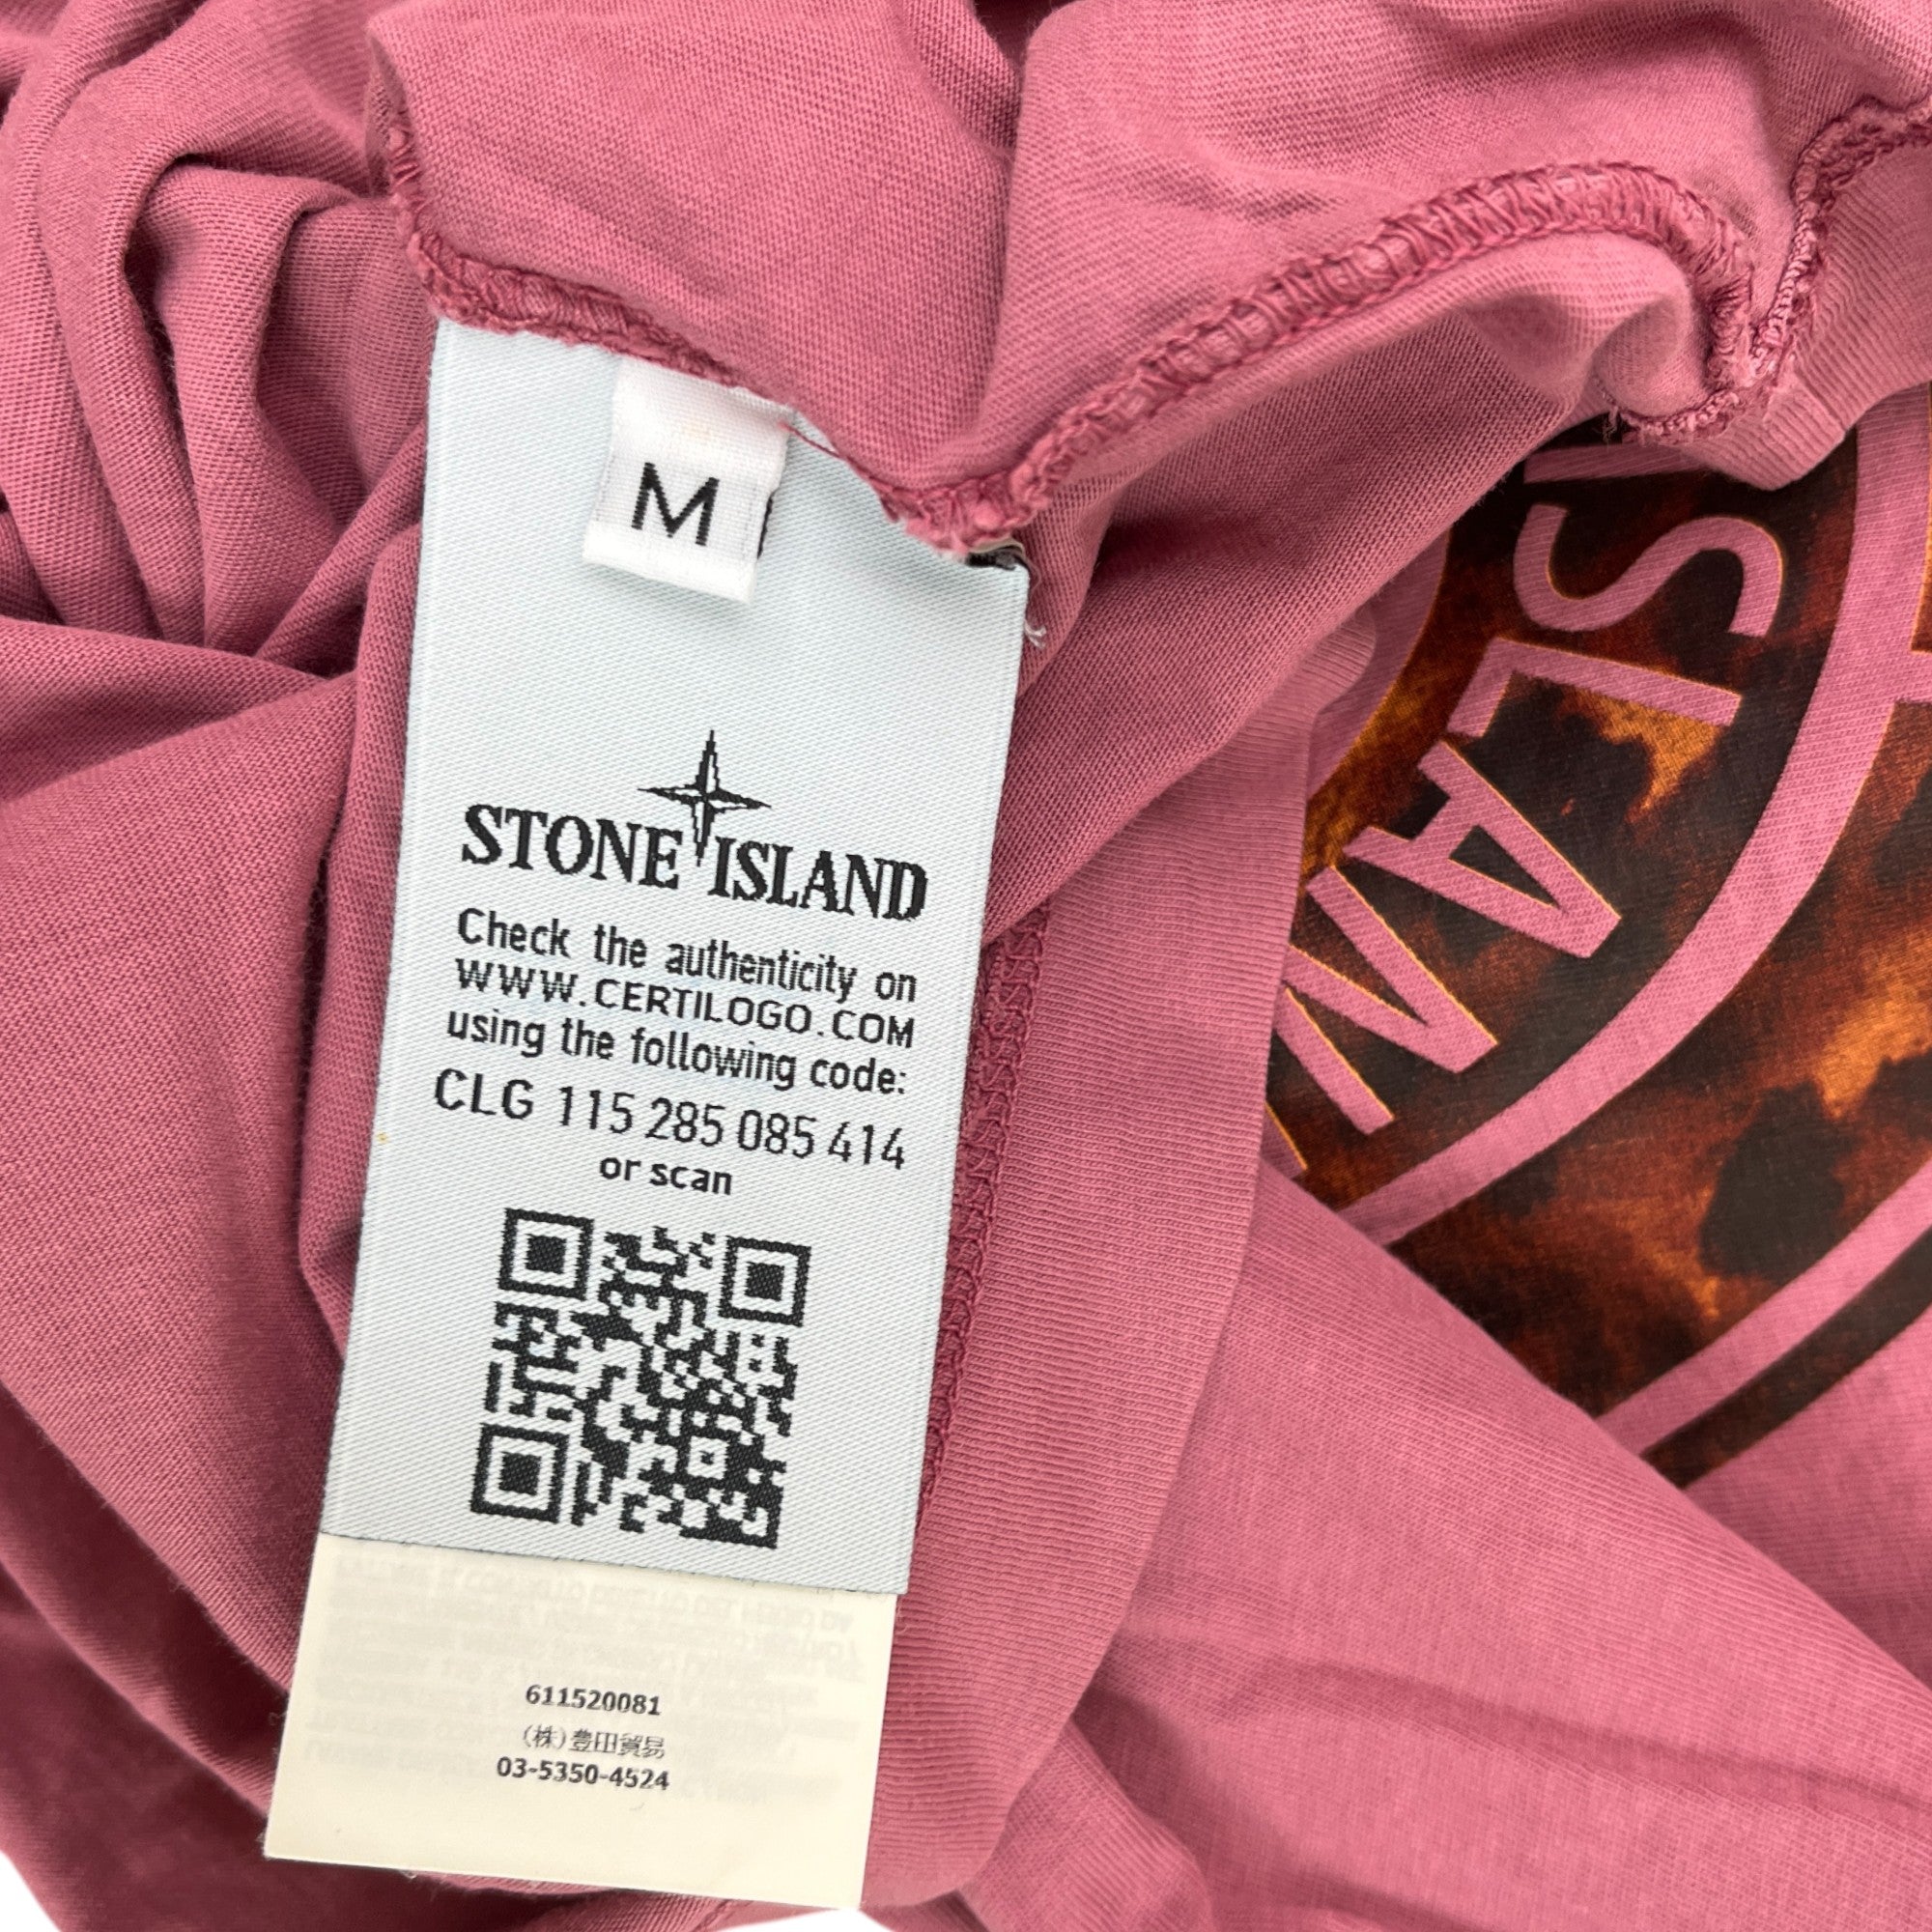 M
STONE ISLAND
Check the authenticity on
WWW.CERTILOGO.COM
using the following code:
CLG 115 285 085 414
or scan
611520081
(株)豊田貿易
03-5350-4524
ISLA